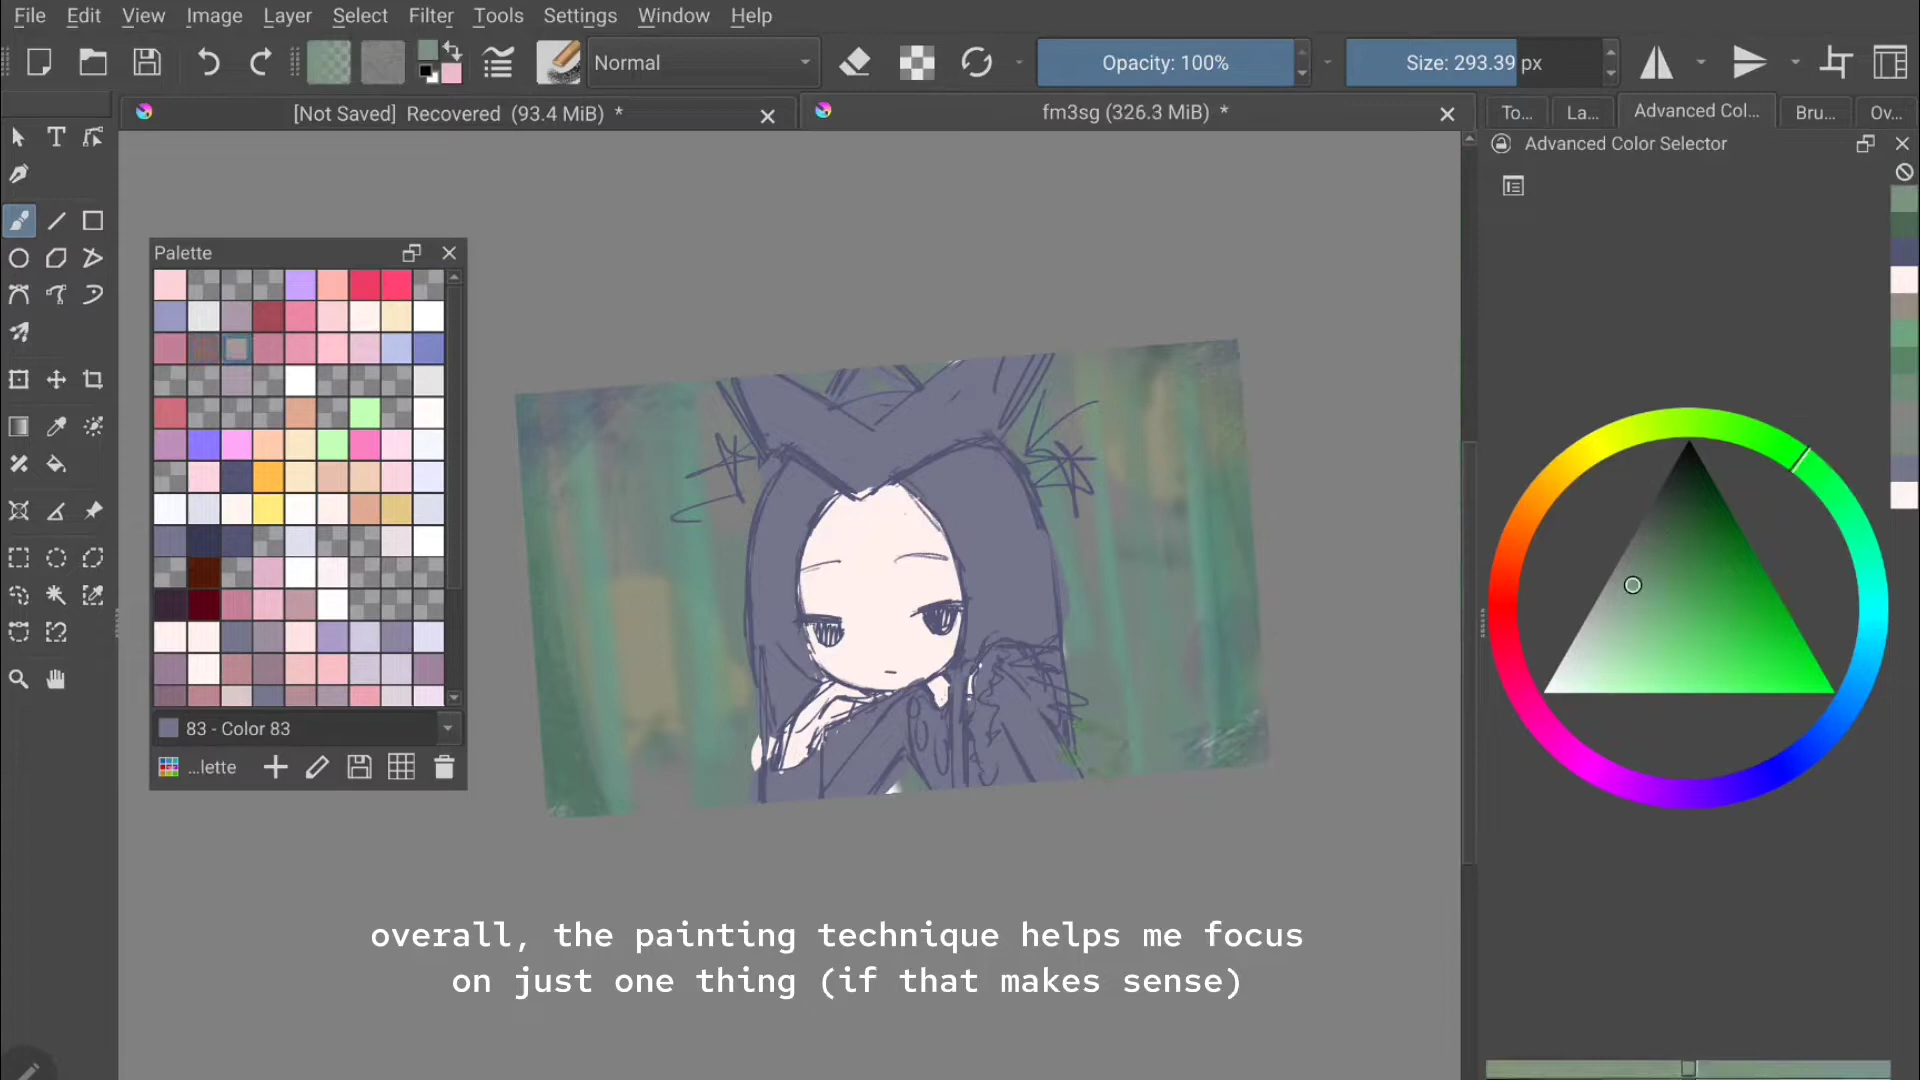 File Edit View Image Layer Select Filter Tools Settings Window Help
Normal
Opacity: 100%
Size: 293.39 px
[Not Saved] Recovered (93.4 MiB) *
fm3sg (326.3 MiB) *
To...
La...
Advanced Col...
Bru...
Ov...
Advanced Color Selector
Palette
83 - Color 83
...lette
overall, the painting technique helps me focus
on just one thing (if that makes sense)